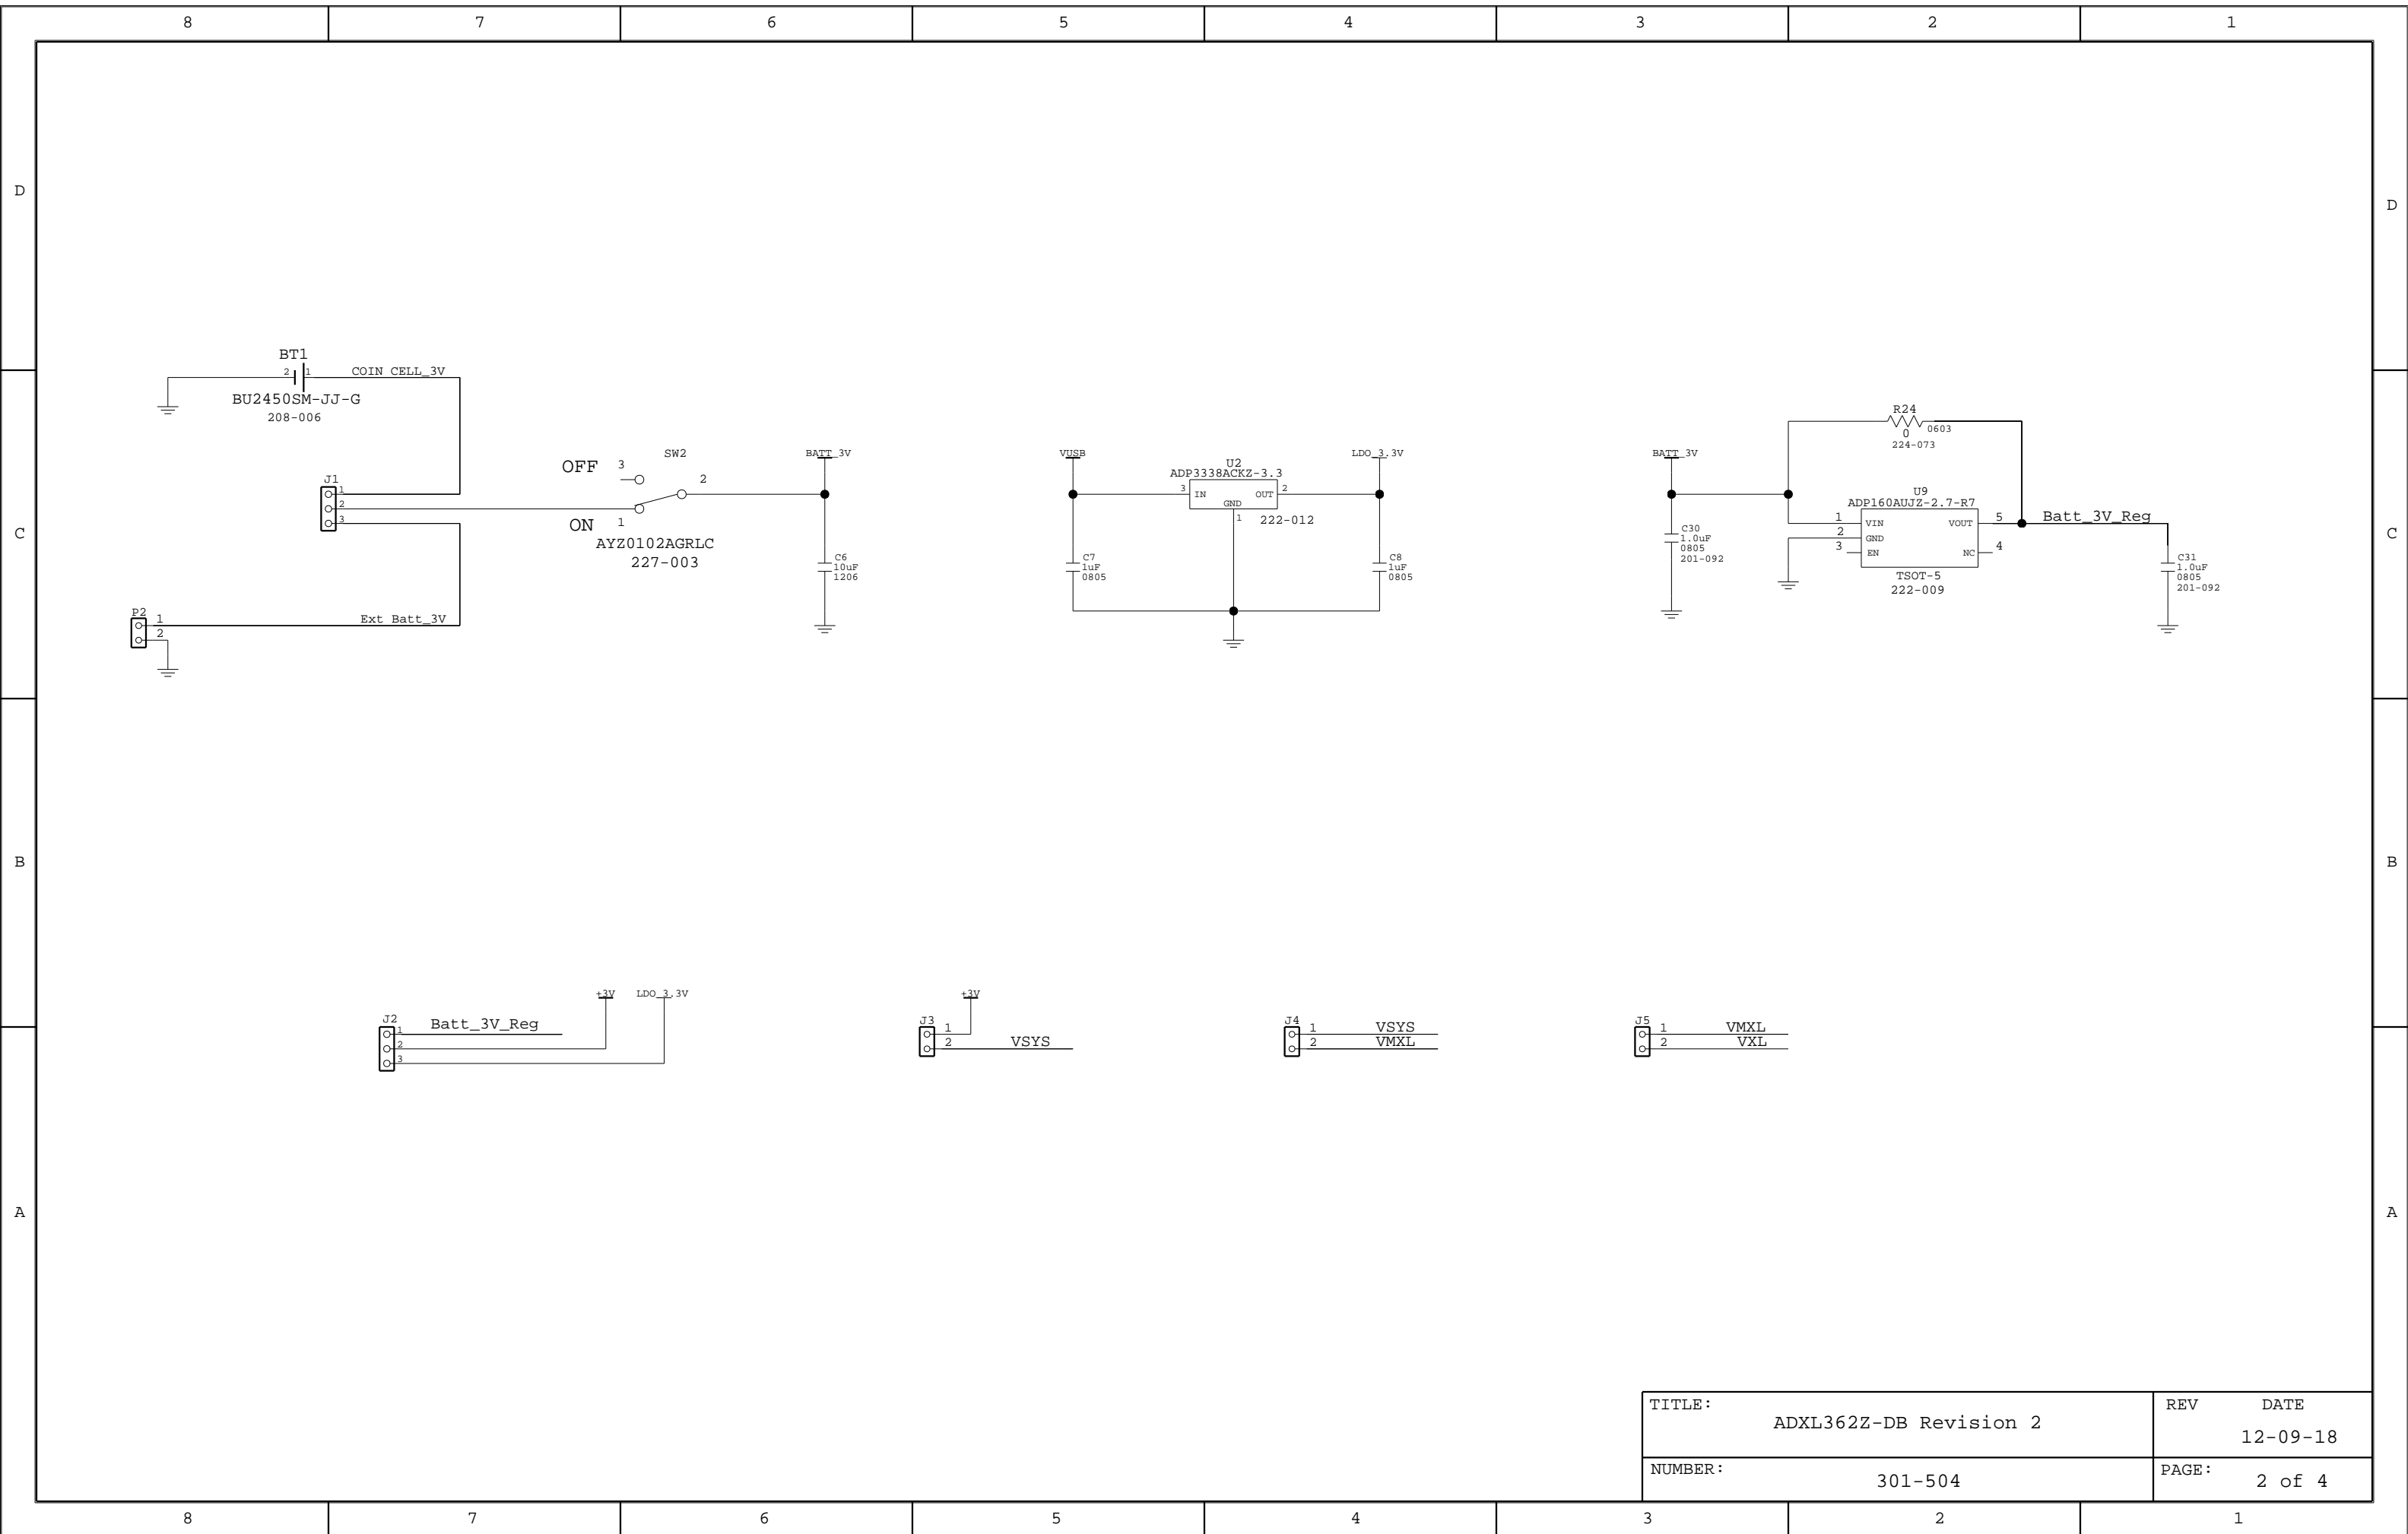 8 7 6 5 4 3 2 1
D D
BT1
2 1 COIN CELL_3V
BU2450SM-JJ-G
208-006
R24
0 0603
224-073
OFF 3 SW2
2
BATT_3V
VUSB
U2
ADP3338ACKZ-3.3
LDO_3.3V
BATT_3V
J1
1
2
3
ON 1
AYZ0102AGRLC
227-003
C6
10uF
1206
3 IN OUT 2
GND
1 222-012
C7
1uF
0805
C8
1uF
0805
C30
1.0uF
0805
201-092
U9
ADP160AUJZ-2.7-R7
1 VIN VOUT 5
2 GND
3 EN NC 4
TSOT-5
222-009
Batt_3V_Reg
C31
1.0uF
0805
201-092
C C
P2
1 Ext Batt_3V
2
B B
+3V LDO_3.3V
J2
1 Batt_3V_Reg
2
3
+3V
J3
1
2 VSYS
J4
1 VSYS
2 VMXL
J5
1 VMXL
2 VXL
A A
TITLE:
ADXL362Z-DB Revision 2
REV DATE
12-09-18
NUMBER:
301-504
PAGE:
2 of 4
8 7 6 5 4 3 2 1